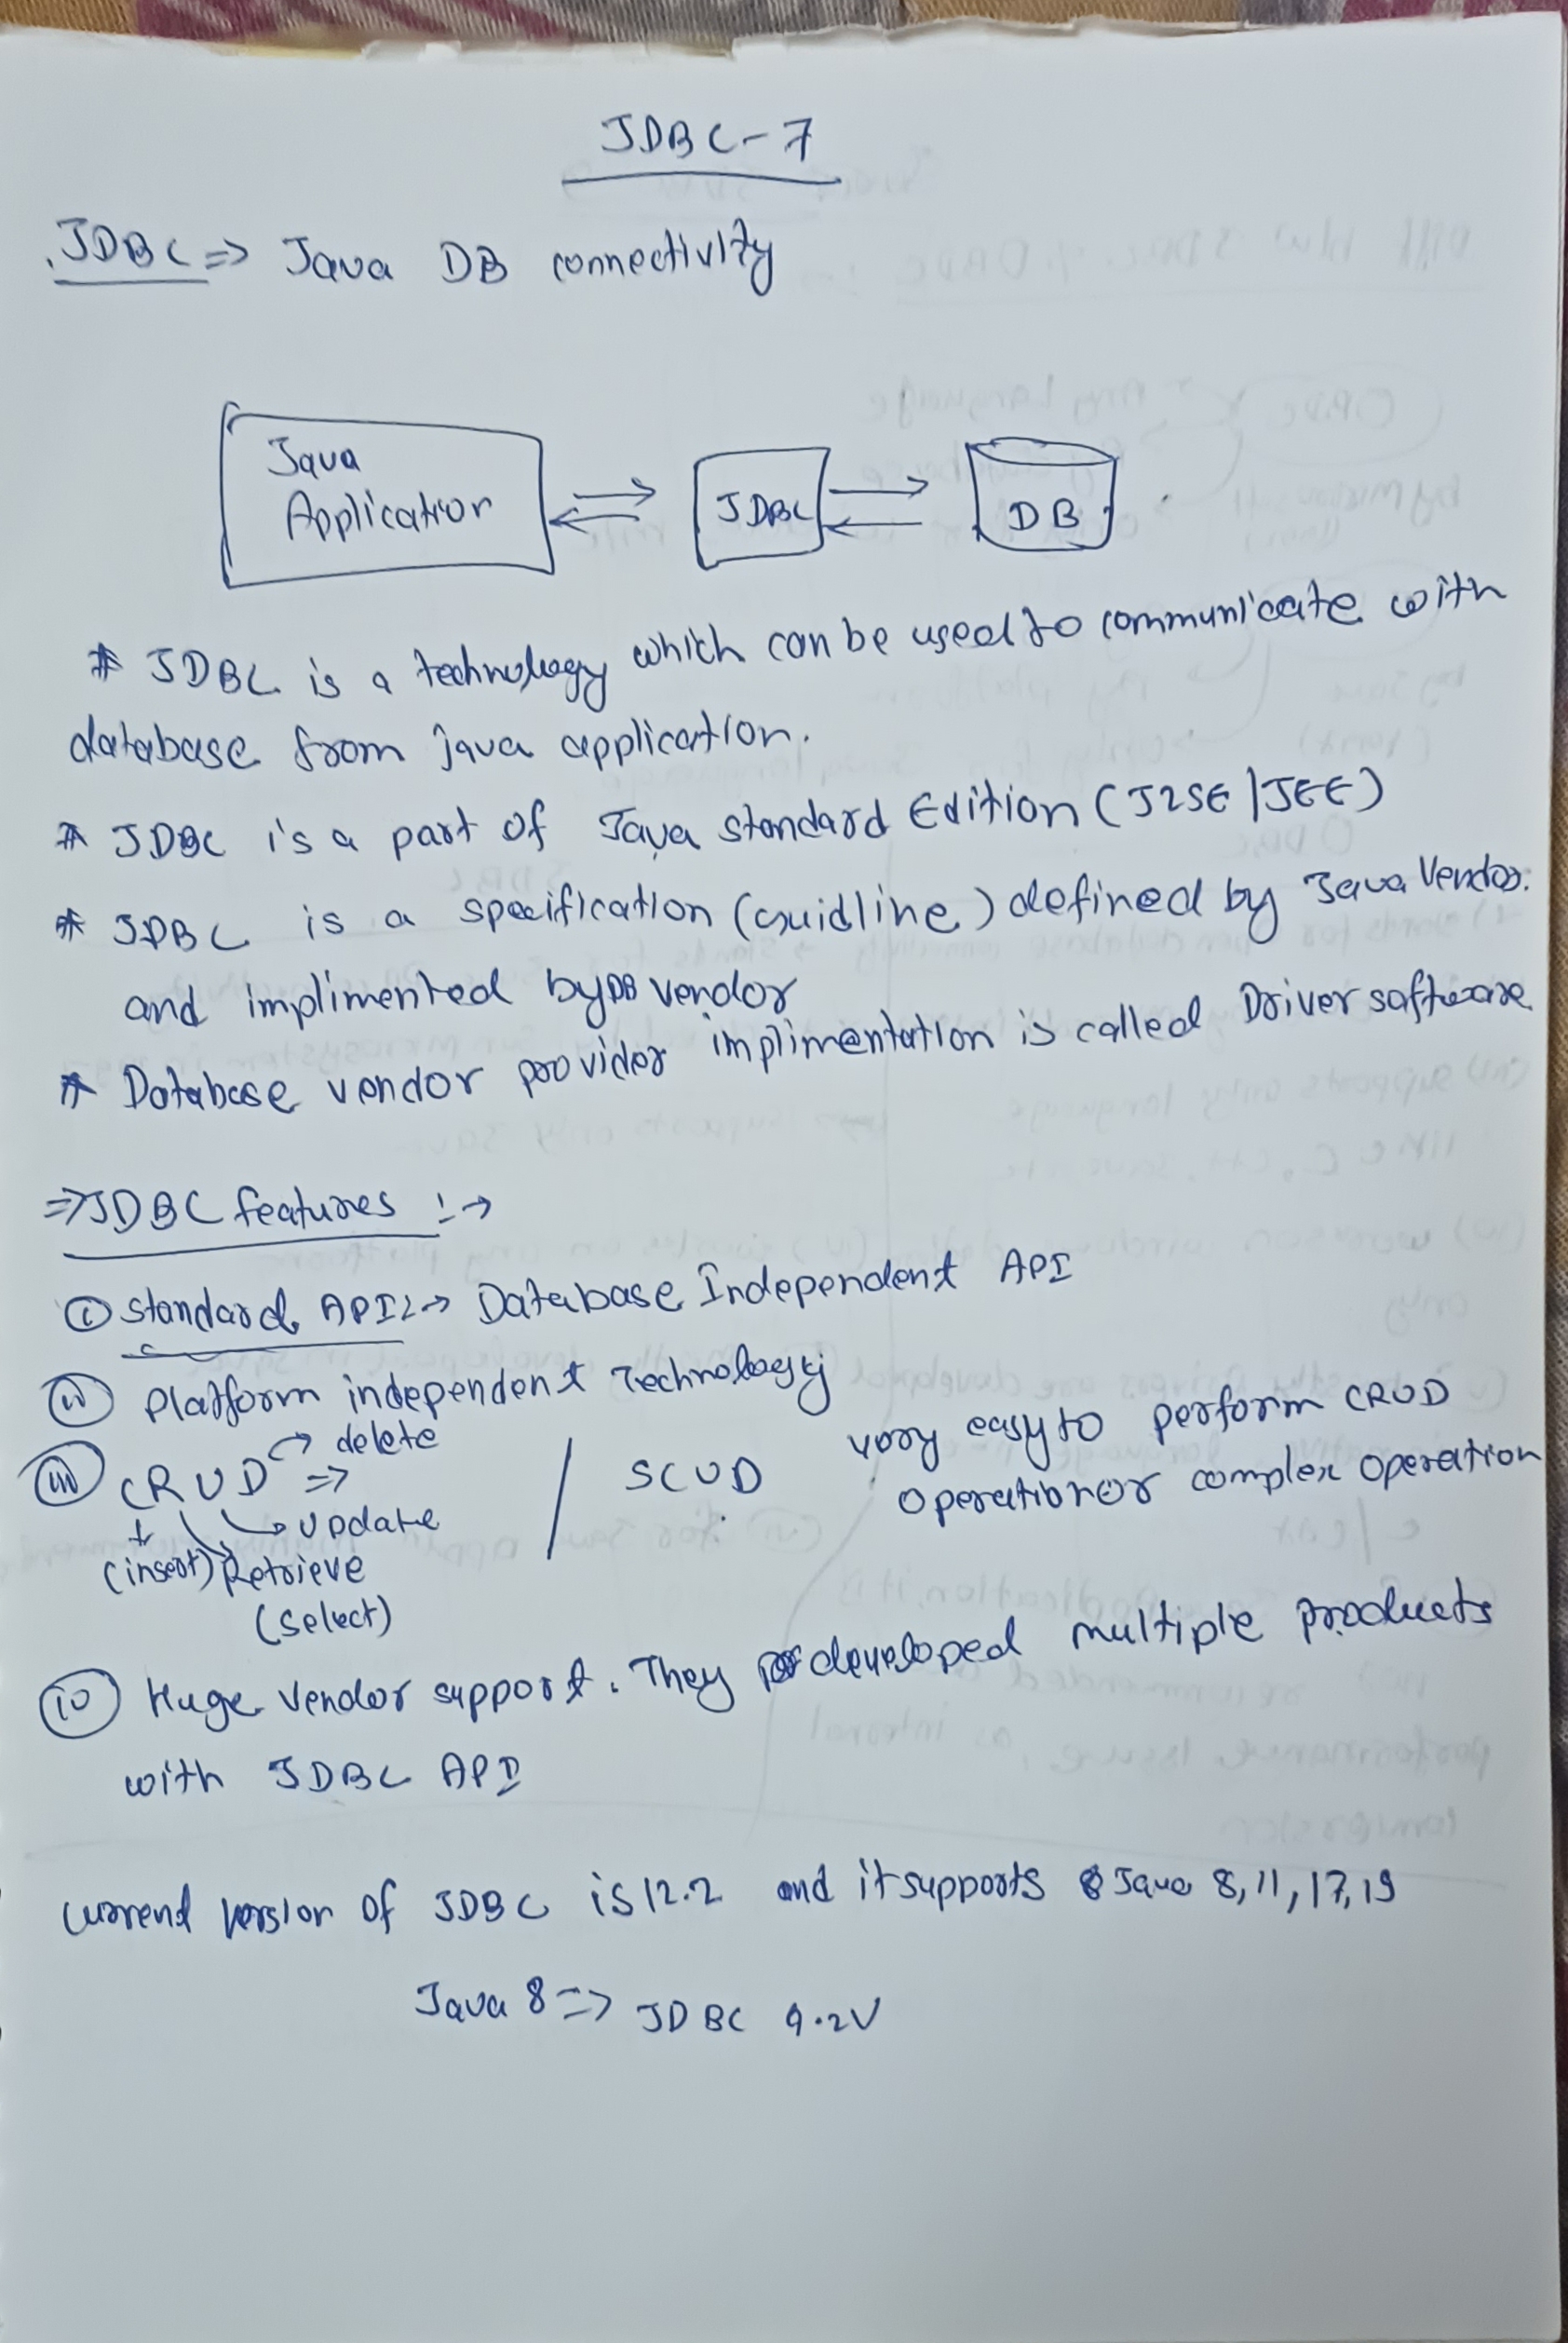 JDBC-7
JDBC => Java DB connectivity
Java
Application
JDBC
DB
* JDBC is a technology which can be used to communicate with
database from java application.
* JDBC is a part of Java standard Edition (J2SE/JEE)
* JDBC is a specification (Guidline) defined by Java Vendor.
and implimented by DB vendor
* Database vendor provider implimentation is called Driver software
=> JDBC features :->
(i) standard API :-> Database Independent API
(ii) Platform independent Technology
(iii) CRUD => delete / SCUD very easy to perform CRUD
operation or complex operation
update
(insert) Retrieve
(select)
(iv) Huge vendor support. They developed multiple products
with JDBC API
current version of JDBC is 12.2 and it supports Java 8, 11, 17, 19
Java 8 => JDBC 4.2V